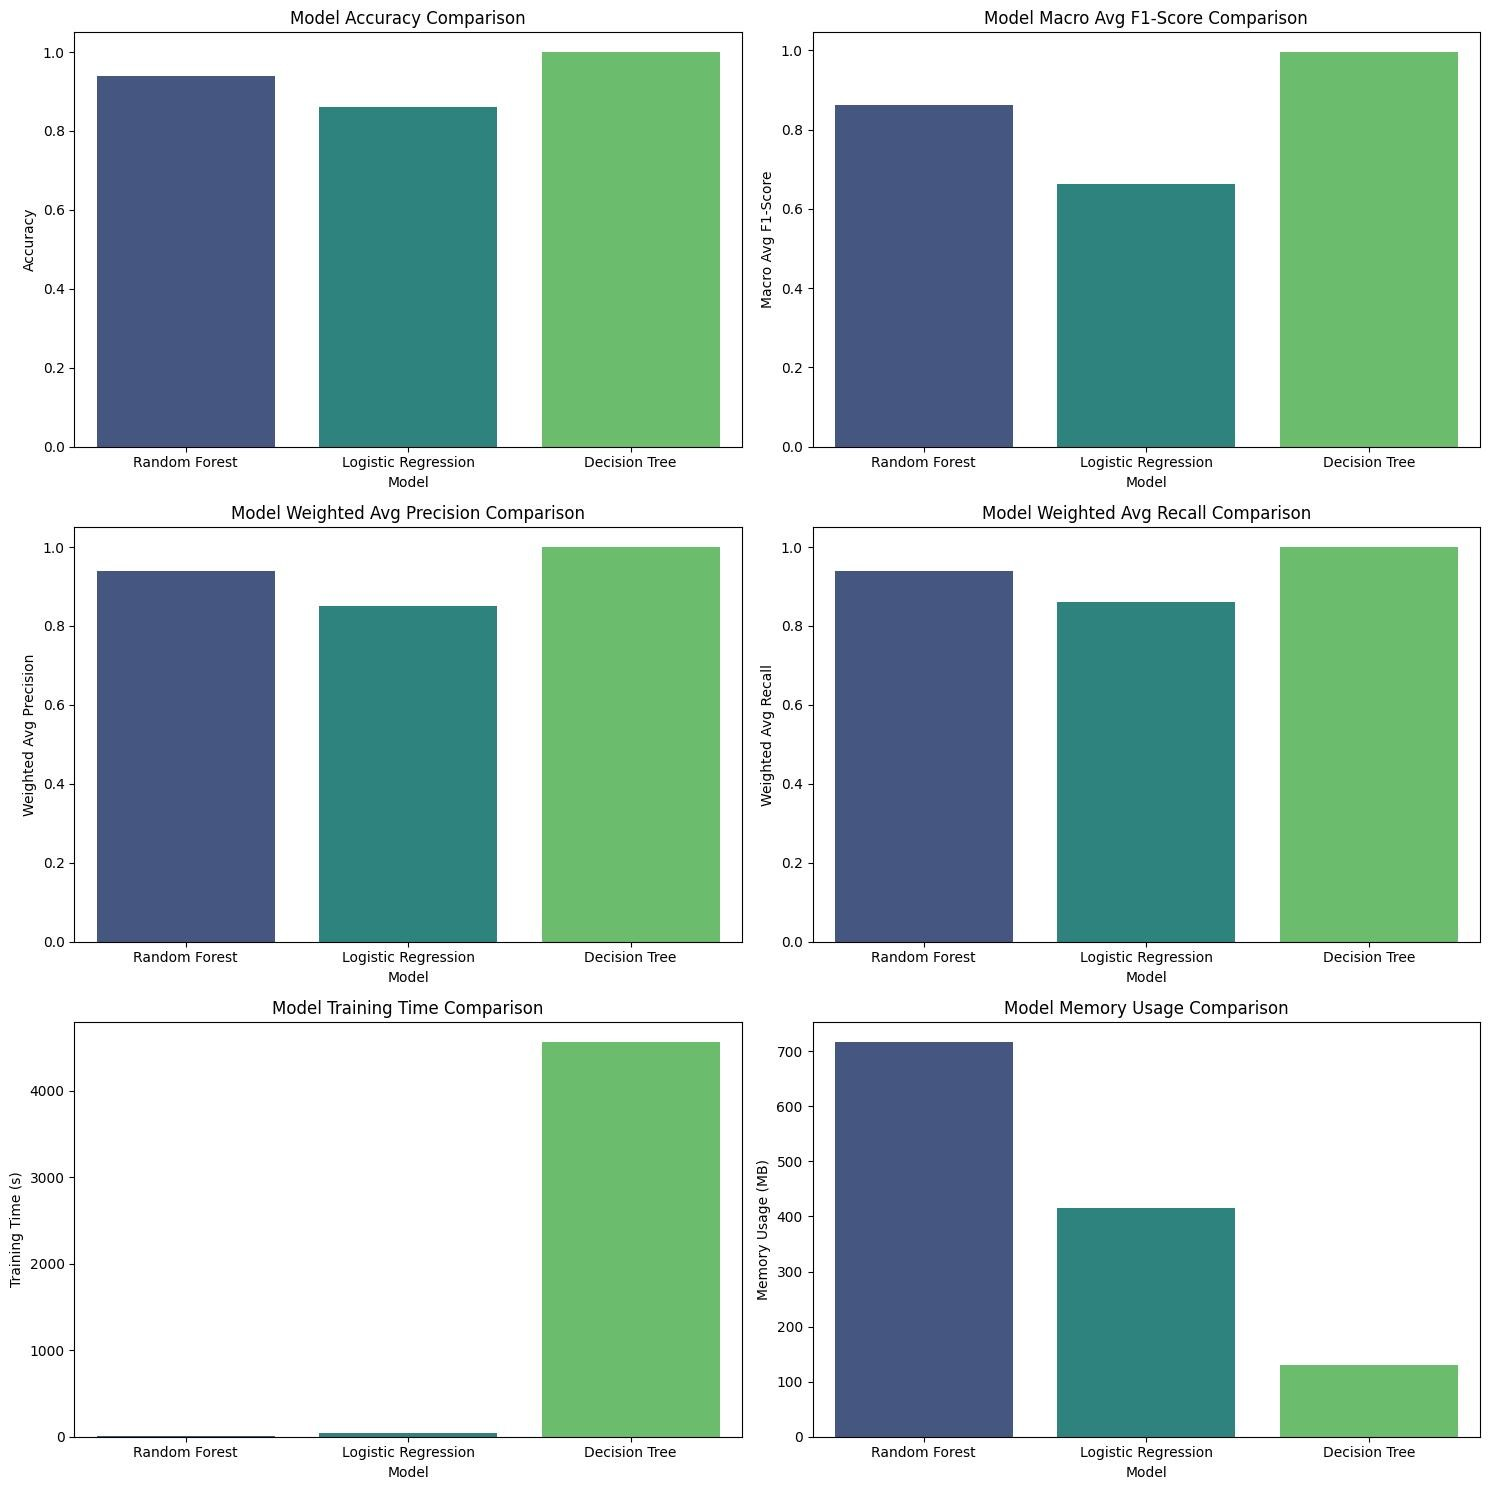 Model Accuracy Comparison
Accuracy
1.0
0.8
0.6
0.4
0.2
0.0
Random Forest
Logistic Regression
Decision Tree
Model
Model Macro Avg F1-Score Comparison
Macro Avg F1-Score
1.0
0.8
0.6
0.4
0.2
0.0
Random Forest
Logistic Regression
Decision Tree
Model
Model Weighted Avg Precision Comparison
Weighted Avg Precision
1.0
0.8
0.6
0.4
0.2
0.0
Random Forest
Logistic Regression
Decision Tree
Model
Model Weighted Avg Recall Comparison
Weighted Avg Recall
1.0
0.8
0.6
0.4
0.2
0.0
Random Forest
Logistic Regression
Decision Tree
Model
Model Training Time Comparison
Training Time (s)
4000
3000
2000
1000
0
Random Forest
Logistic Regression
Decision Tree
Model
Model Memory Usage Comparison
Memory Usage (MB)
700
600
500
400
300
200
100
0
Random Forest
Logistic Regression
Decision Tree
Model